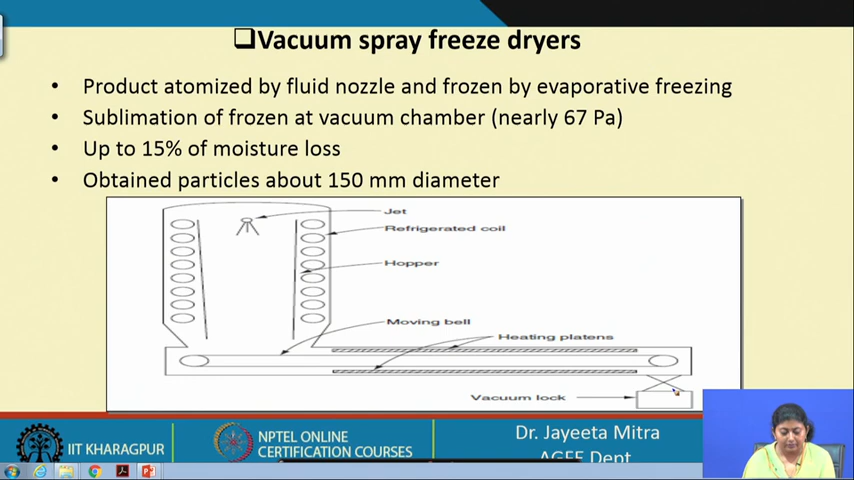 ❑Vacuum spray freeze dryers
• Product atomized by fluid nozzle and frozen by evaporative freezing
• Sublimation of frozen at vacuum chamber (nearly 67 Pa)
• Up to 15% of moisture loss
• Obtained particles about 150 mm diameter
Jet
Refrigerated coil
Hopper
Moving bell
Heating platens
Vacuum lock
IIT KHARAGPUR
NPTEL ONLINE
CERTIFICATION COURSES
Dr. Jayeeta Mitra
AGFE Dept